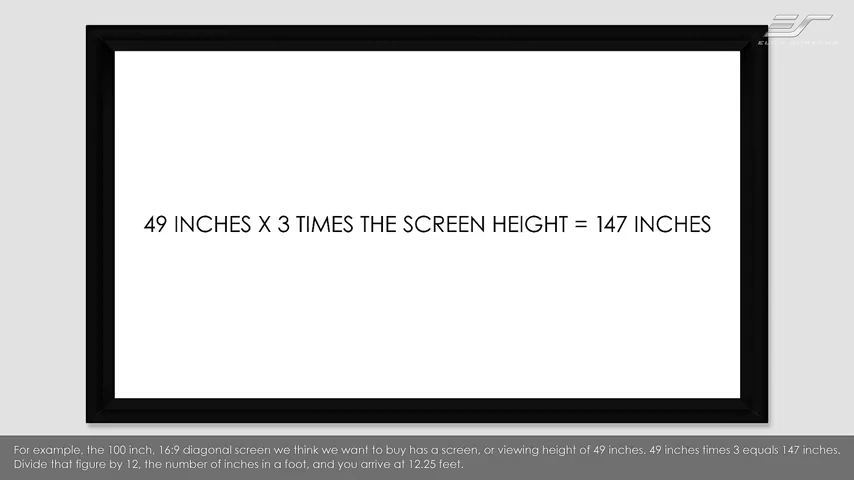 49 INCHES X 3 TIMES THE SCREEN HEIGHT = 147 INCHES
For example, the 100 inch, 16:9 diagonal screen we think we want to buy has a screen, or viewing height of 49 inches. 49 inches times 3 equals 147 inches.
Divide that figure by 12, the number of inches in a foot, and you arrive at 12.25 feet.